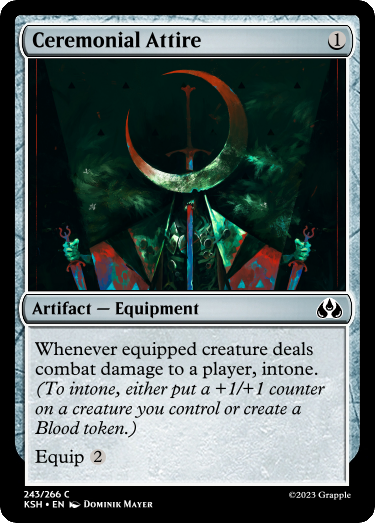 Ceremonial Attire 1
Artifact — Equipment
Whenever equipped creature deals
combat damage to a player, intone.
(To intone, either put a +1/+1 counter
on a creature you control or create a
Blood token.)
Equip 2
243/266 C
KSH • EN Dominik Mayer
©2023 Grapple